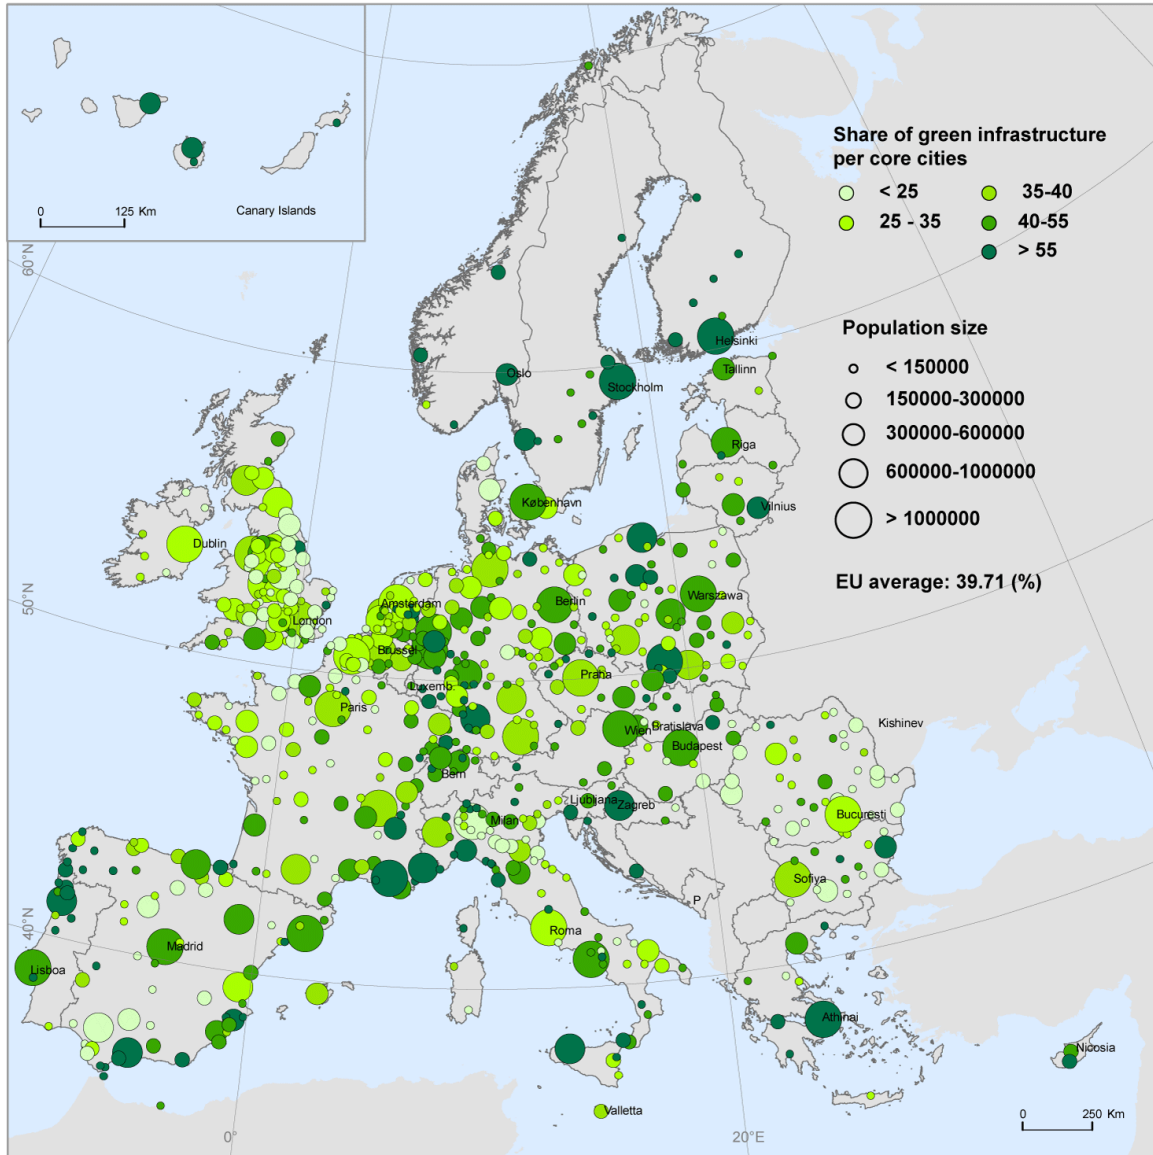 0 125 Km
Canary Islands
Share of green infrastructure
per core cities
< 25 35-40
25 - 35 40-55
> 55
60°N
Population size
< 150000
150000-300000
300000-600000
600000-1000000
> 1000000
EU average: 39.71 (%)
Helsinki
Tallinn
Oslo
Stockholm
Riga
København
Vilnius
Dublin
50°N
Amsterdam
Berlin
Warszawa
London
Brussel
Praha
Luxemb.
Paris
Kishinev
Wien
Bratislava
Budapest
Bern
Ljubljana
Zagreb
Milan
Bucuresti
Sofiya
P
40°N
Roma
Madrid
Lisboa
Athinai
Nicosia
Valletta
0 250 Km
0°
20°E